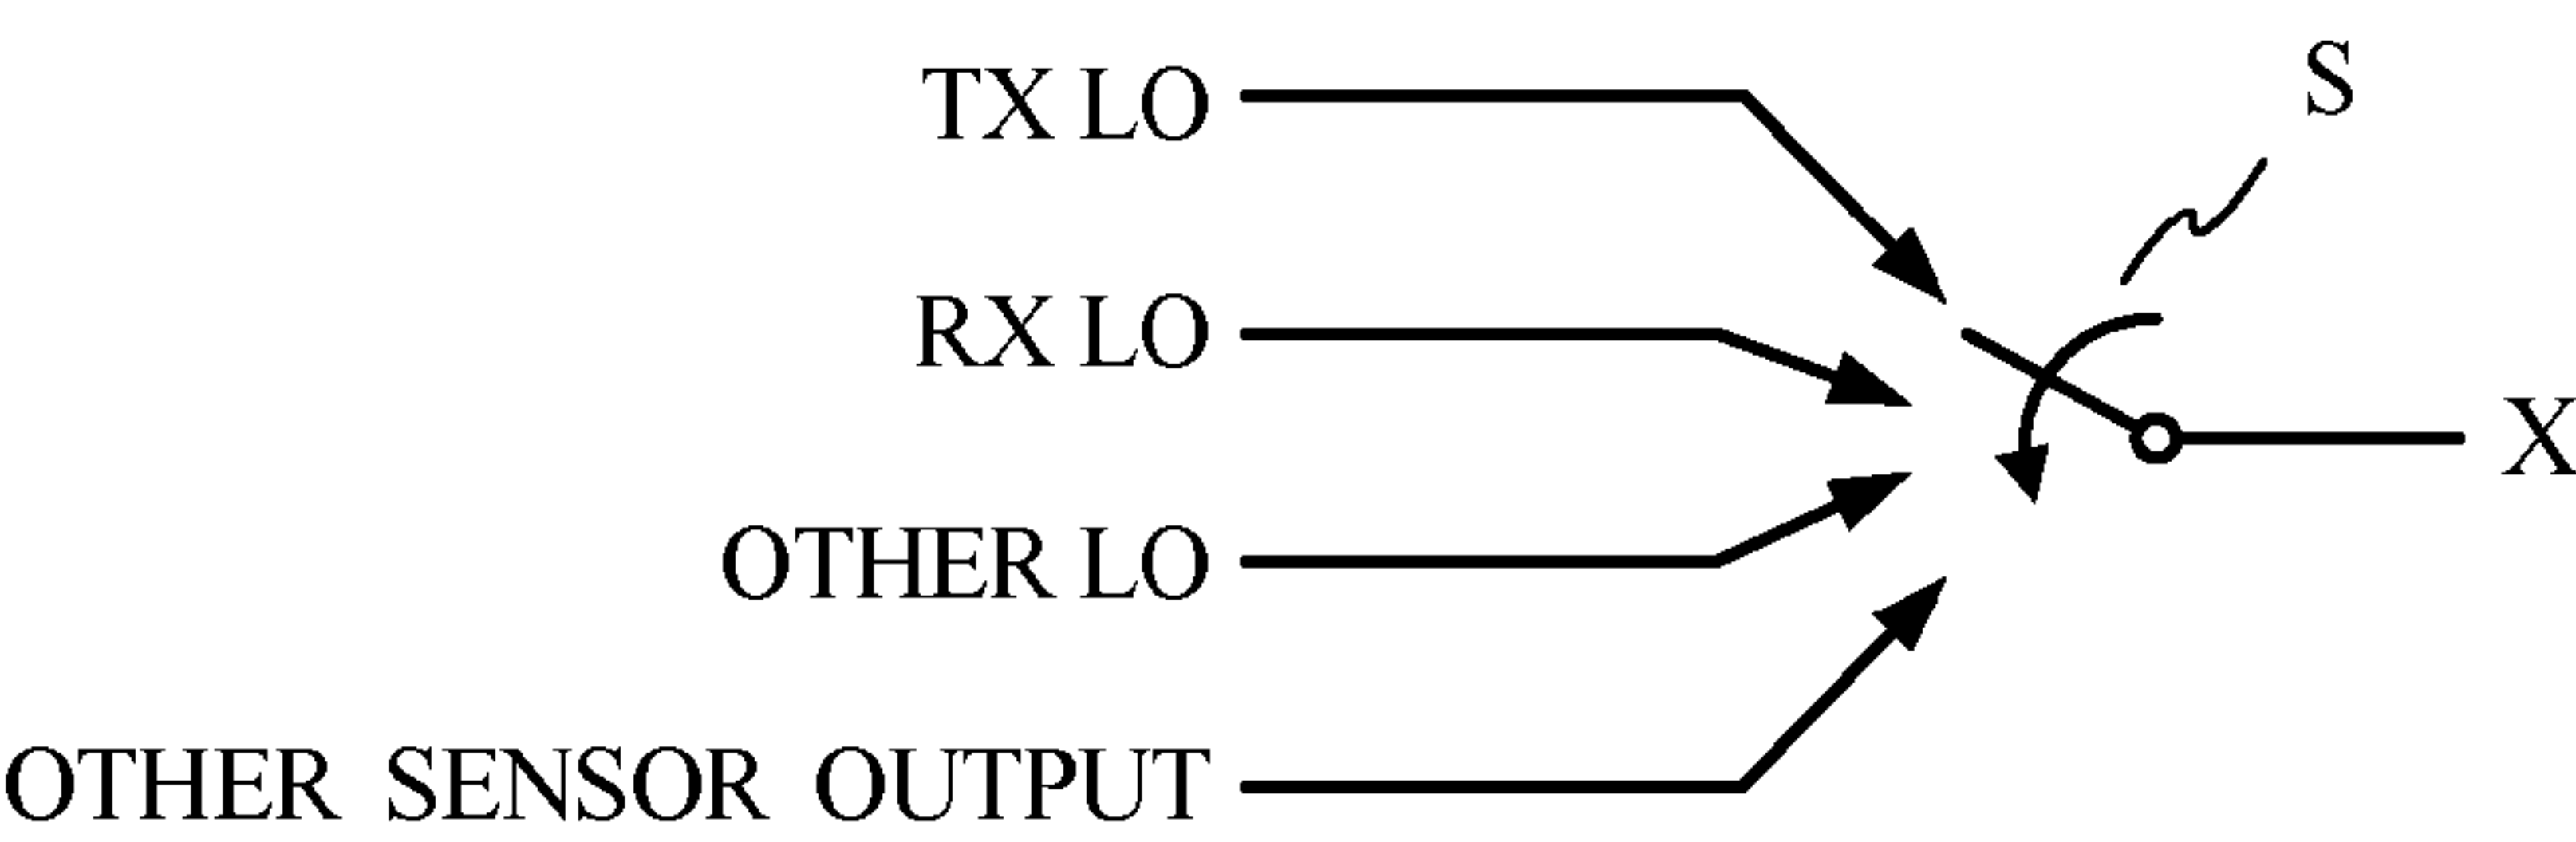 TX LO
S
RX LO
X
OTHER LO
OTHER SENSOR OUTPUT